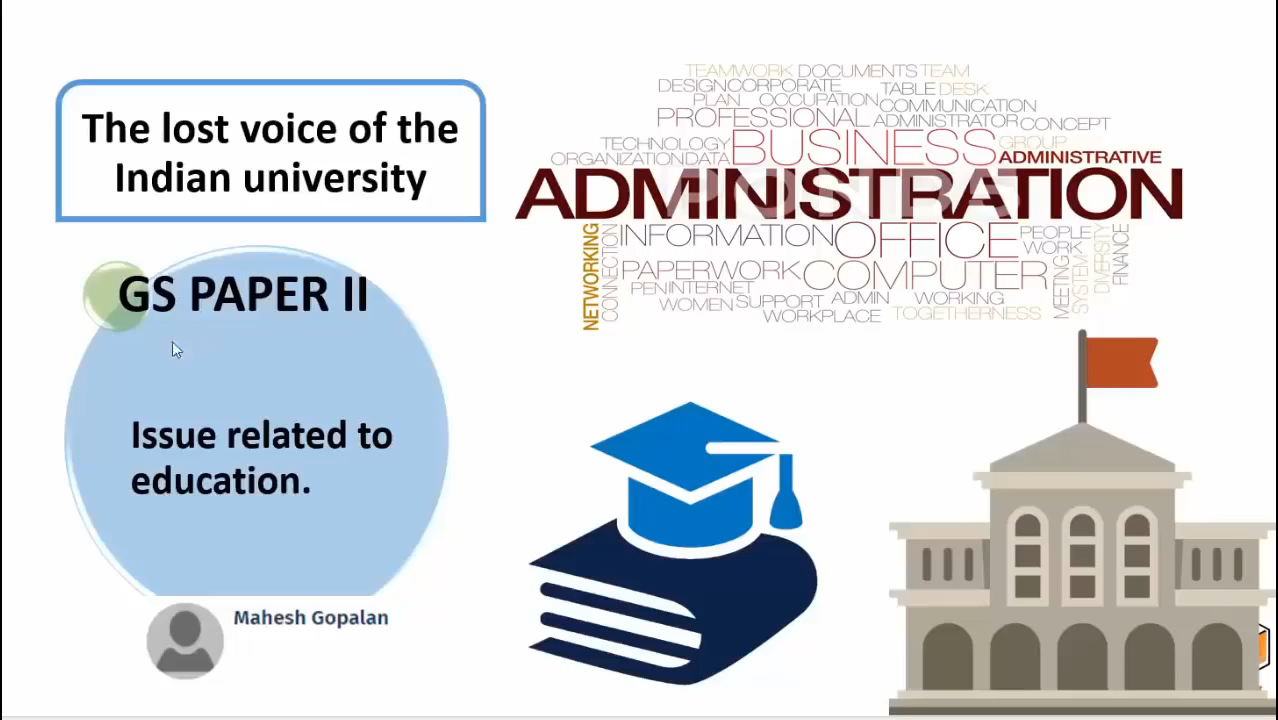 The lost voice of the
Indian university
GS PAPER II
Issue related to
education.
Mahesh Gopalan
TEAMWORK DOCUMENTS TEAM
DESIGN CORPORATE TABLE DESK
PLAN OCCUPATION COMMUNICATION
PROFESSIONAL ADMINISTRATOR CONCEPT
TECHNOLOGY BUSINESS GROUP
ORGANIZATION DATA ADMINISTRATIVE
ADMINISTRATION
NETWORKING CONNECTION INFORMATION OFFICE PEOPLE
WORK
PAPERWORK COMPUTER MEETING SYSTEM DIVERSITY FINANCE
PEN INTERNET
WOMEN SUPPORT ADMIN WORKING
WORKPLACE TOGETHERNESS